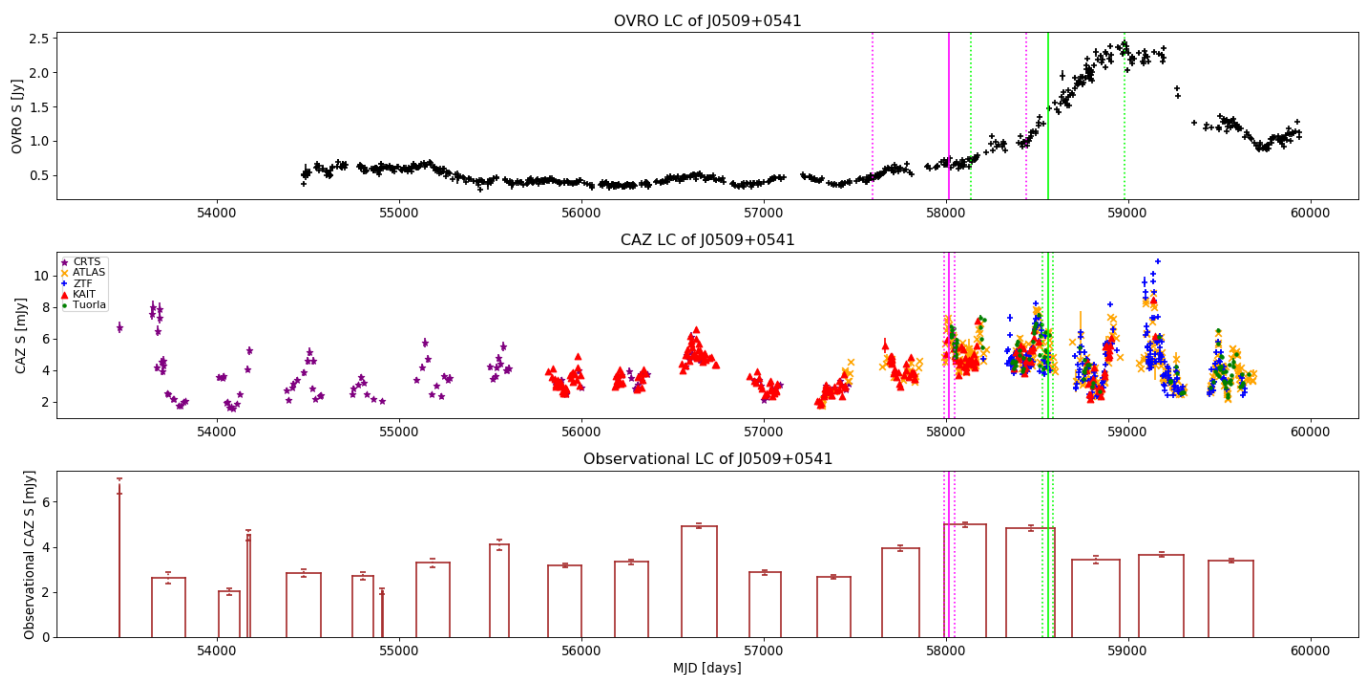 OVRO LC of J0509+0541
OVRO S [Jy]
2.5
2.0
1.5
1.0
0.5
54000 55000 56000 57000 58000 59000 60000
CAZ LC of J0509+0541
CAZ S [mJy]
10
8
6
4
2
CRTS
ATLAS
ZTF
KAIT
Tuorla
54000 55000 56000 57000 58000 59000 60000
Observational LC of J0509+0541
Observational CAZ S [mJy]
6
4
2
0
54000 55000 56000 57000 58000 59000 60000
MJD [days]